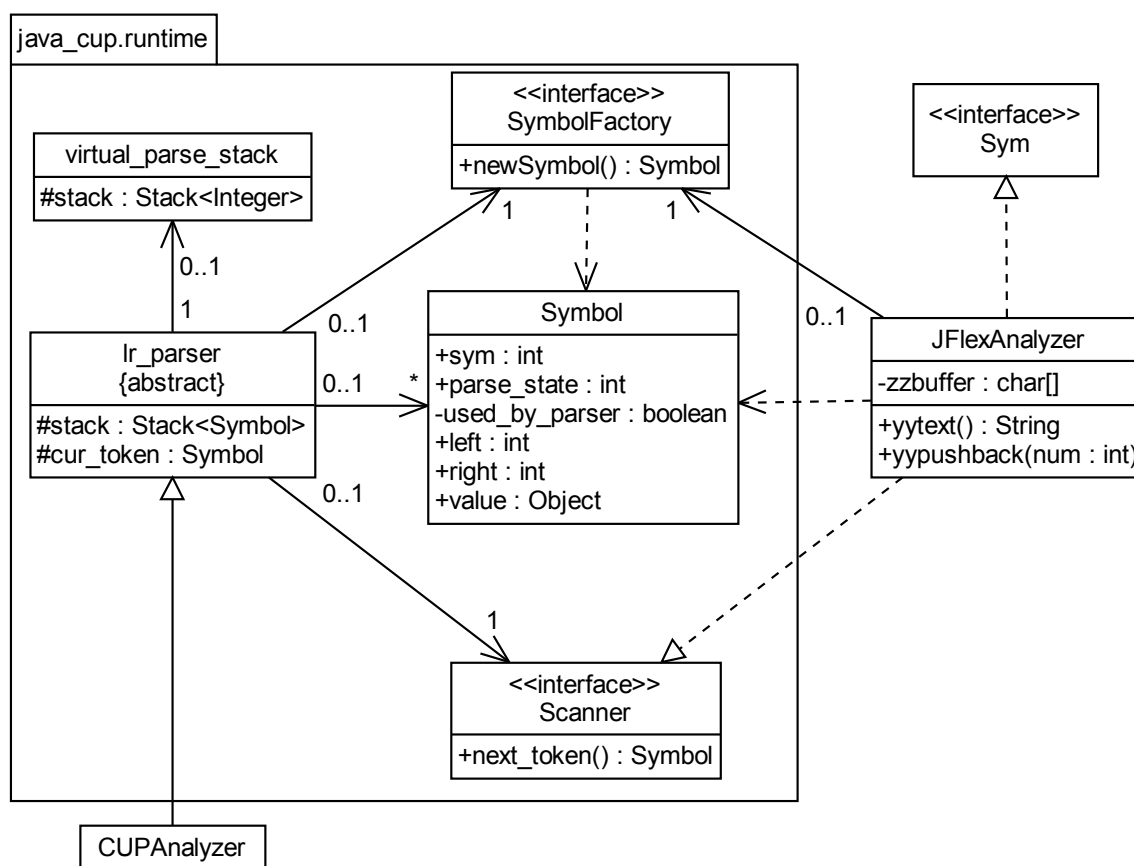 java_cup.runtime
<<interface>>
SymbolFactory
+newSymbol() : Symbol
<<interface>>
Sym
virtual_parse_stack
#stack : Stack<Integer>
1
1
0..1
1
0..1
0..1
lr_parser
{abstract}
#stack : Stack<Symbol>
#cur_token : Symbol
0..1
*
Symbol
+sym : int
+parse_state : int
-used_by_parser : boolean
+left : int
+right : int
+value : Object
JFlexAnalyzer
-zzbuffer : char[]
+yytext() : String
+yypushback(num : int)
0..1
1
<<interface>>
Scanner
+next_token() : Symbol
CUPAnalyzer